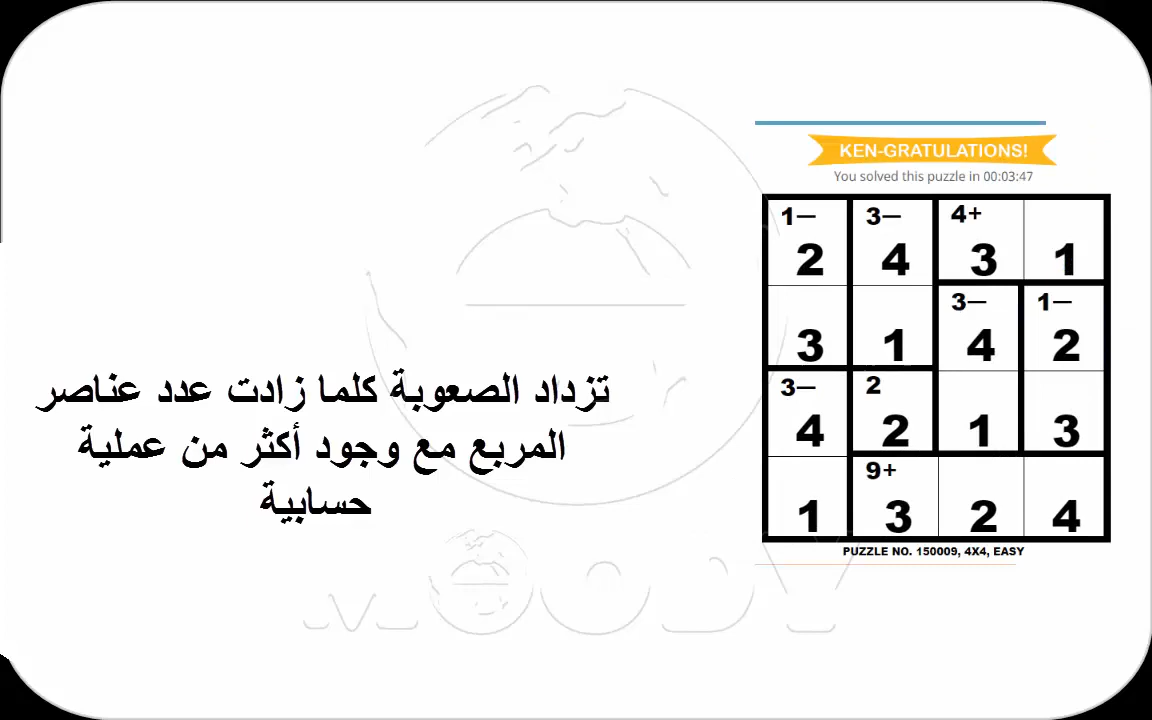 KEN-GRATULATIONS!
You solved this puzzle in 00:03:47
1− 3− 4+
2 4 3 1
3− 1−
3 1 4 2
3− 2
4 2 1 3
9+
1 3 2 4
PUZZLE NO. 150009, 4X4, EASY
تزداد الصعوبة كلما زادت عدد عناصر
المربع مع وجود أكثر من عملية
حسابية
MOODY